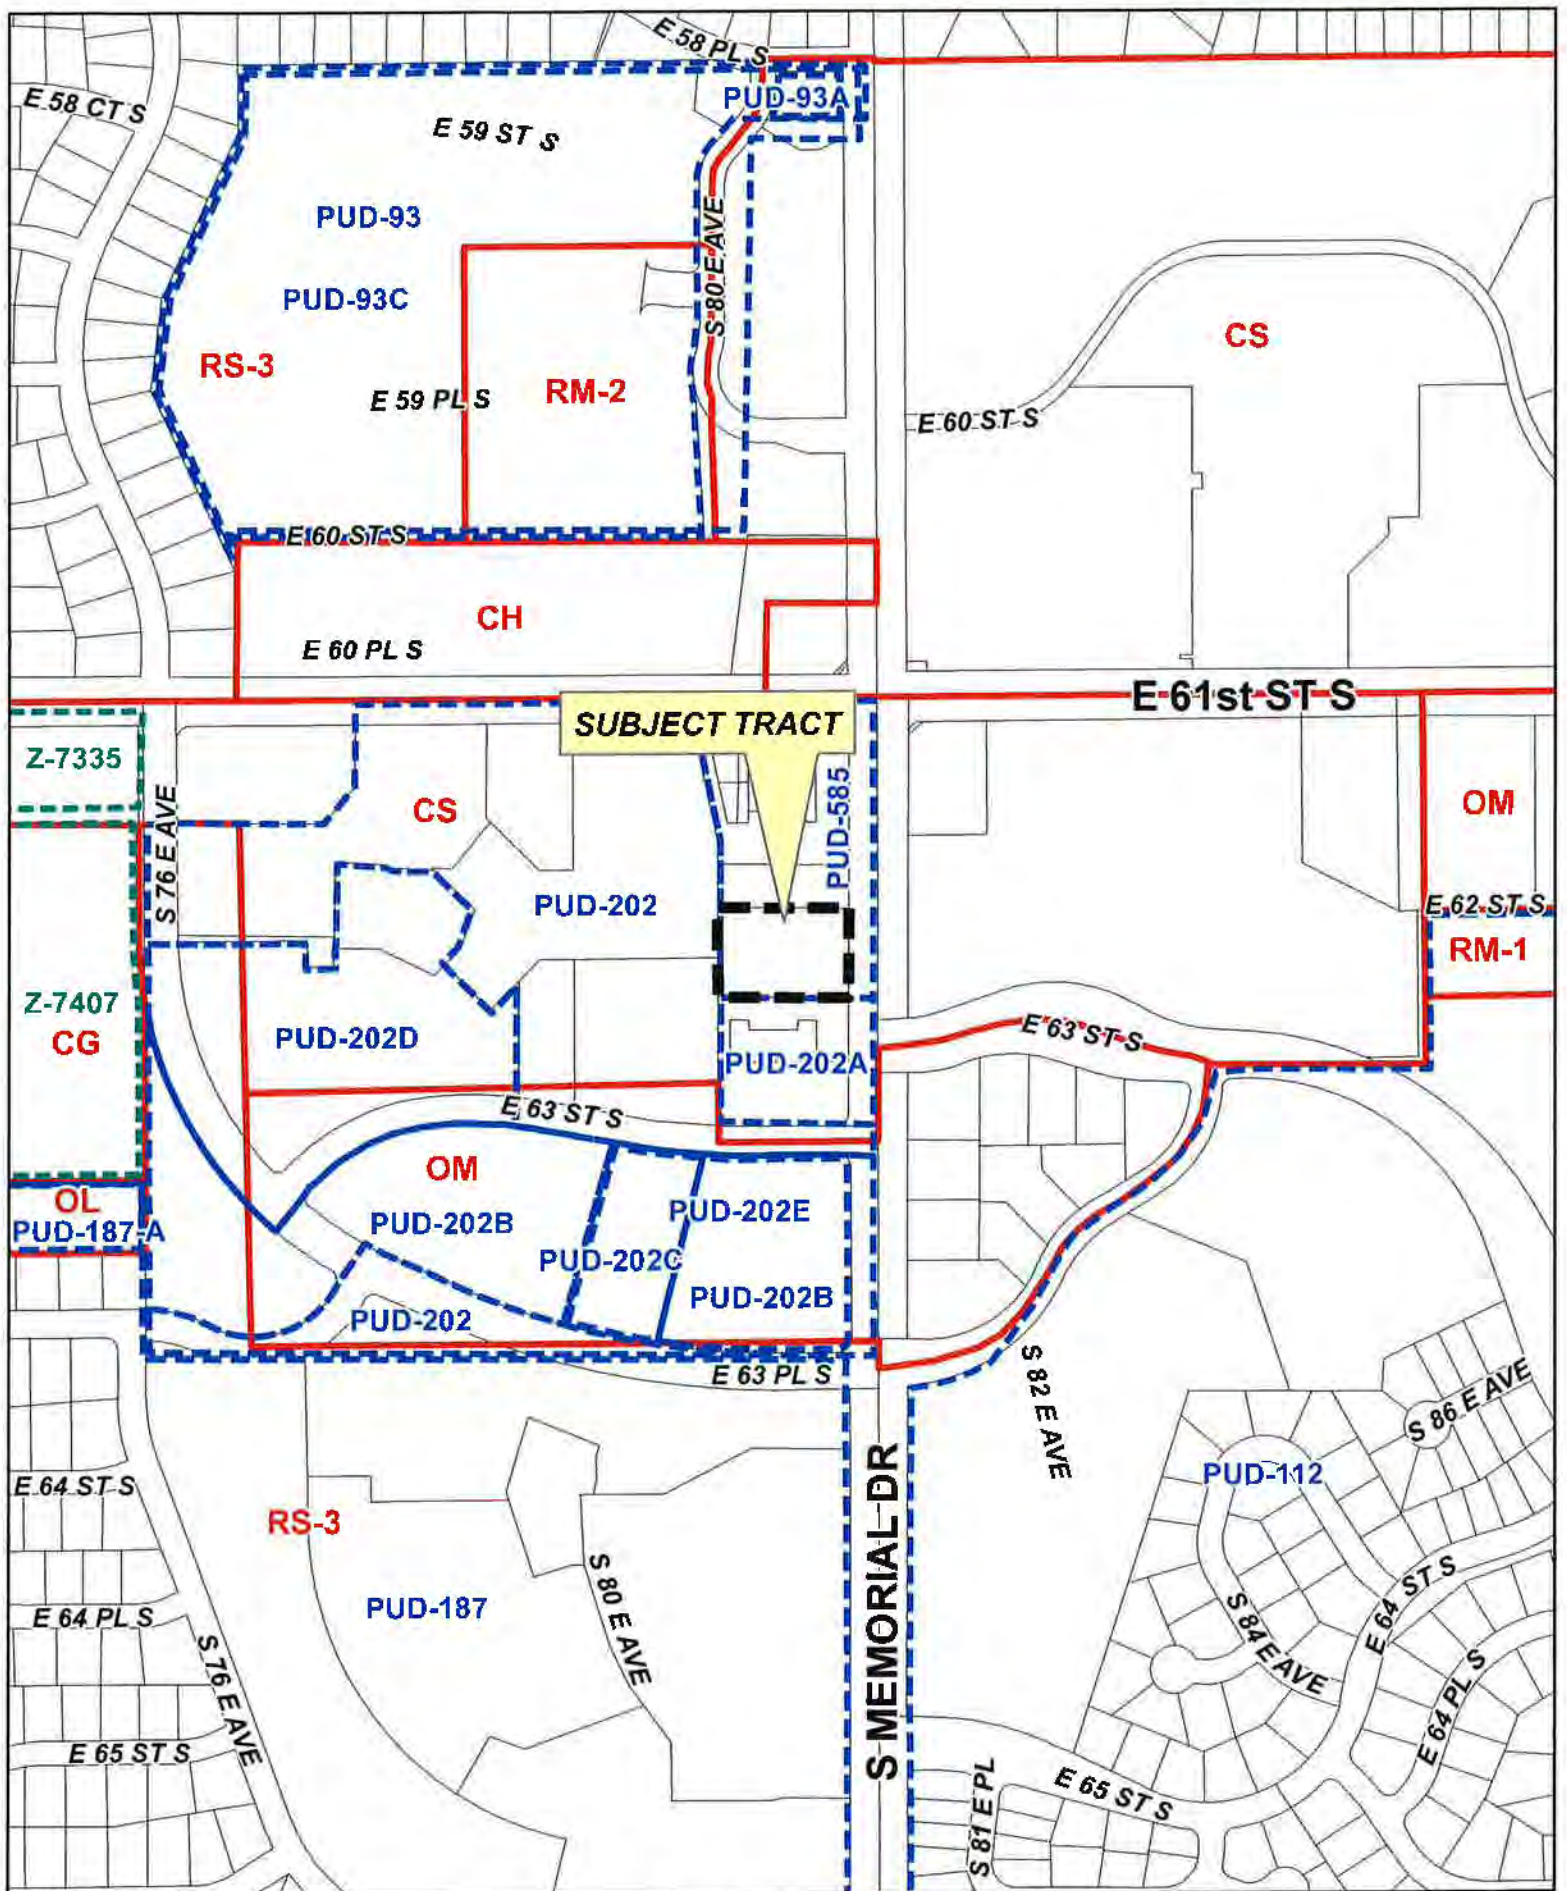 E 58 PL S
E 58 CT S
PUD-93A
E 59 ST S
PUD-93
S 80 E AVE
PUD-93C
CS
RS-3
E 59 PL S
RM-2
E 60 ST S
E 60 ST S
CH
E 60 PL S
E 61st ST S
SUBJECT TRACT
Z-7335
S 76 E AVE
CS
PUD-585
OM
PUD-202
E 62 ST S
RM-1
Z-7407
CG
PUD-202D
E 63 ST S
PUD-202A
E 63 ST S
OM
OL
PUD-187-A
PUD-202B
PUD-202E
PUD-202C
PUD-202B
PUD-202
E 63 PL S
S 82 E AVE
S 86 E AVE
PUD-112
E 64 ST S
RS-3
S MEMORIAL DR
PUD-187
S 80 E AVE
E 64 ST S
E 64 PL S
S 76 E AVE
S 84 E AVE
E 64 PL S
E 65 ST S
E 65 ST S
S 81 E PL